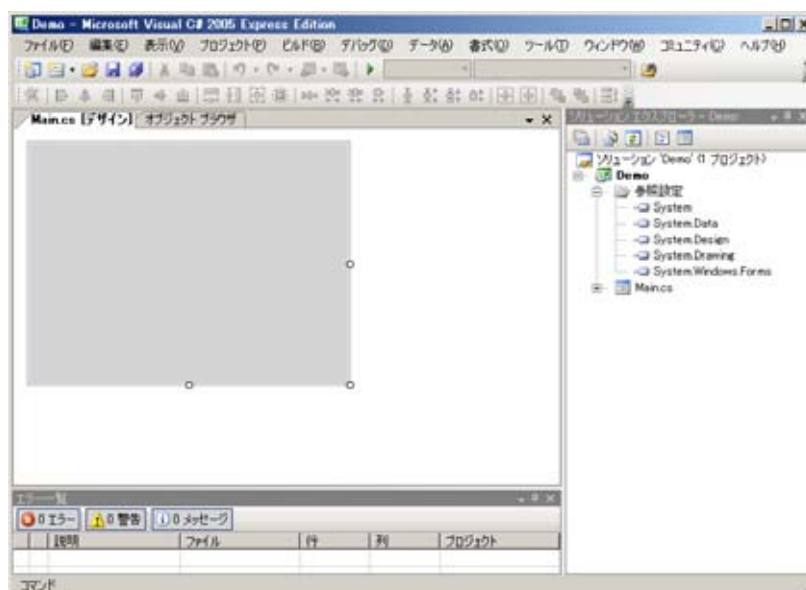 Demo - Microsoft Visual C# 2005 Express Edition
ファイル(F) 編集(E) 表示(V) プロジェクト(P) ビルド(B) デバッグ(D) データ(A) 書式(O) ツール(T) ウィンドウ(W) コミュニティ(C) ヘルプ(H)
Main.cs [デザイン] オブジェクト ブラウザ
ソリューション エクスプローラ - Demo
ソリューション 'Demo' (1 プロジェクト)
Demo
参照設定
System
System.Data
System.Design
System.Drawing
System.Windows.Forms
Main.cs
エラー一覧
0 エラー 0 警告 0 メッセージ
説明 ファイル 行 列 プロジェクト
コマンド